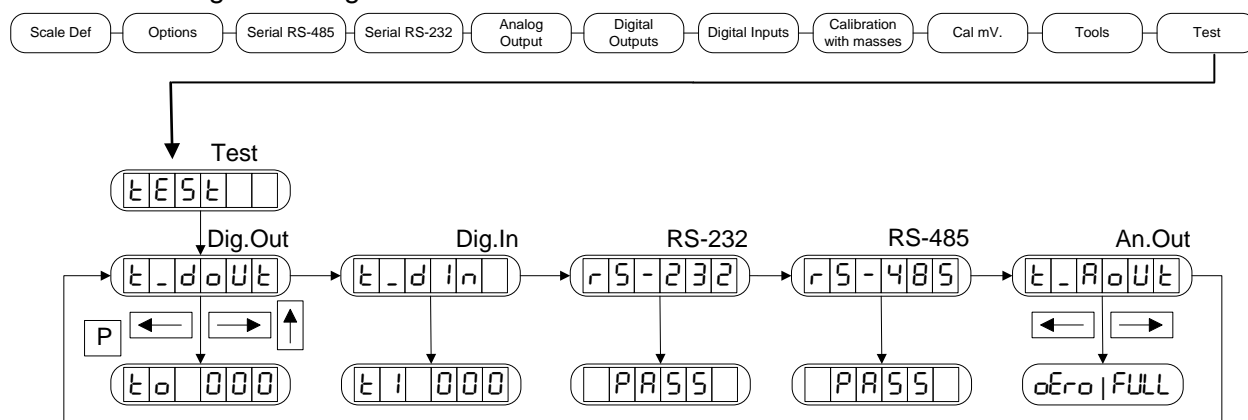 Scale Def
Options
Serial RS-485
Serial RS-232
Analog
Output
Digital
Outputs
Digital Inputs
Calibration
with masses
Cal mV.
Tools
Test
Test
tESt
Dig.Out
Dig.In
RS-232
RS-485
An.Out
t_doUt
t_dIn
rS-232
rS-485
t_AoUt
P
to 000
tI 000
PASS
PASS
oEro|FULL